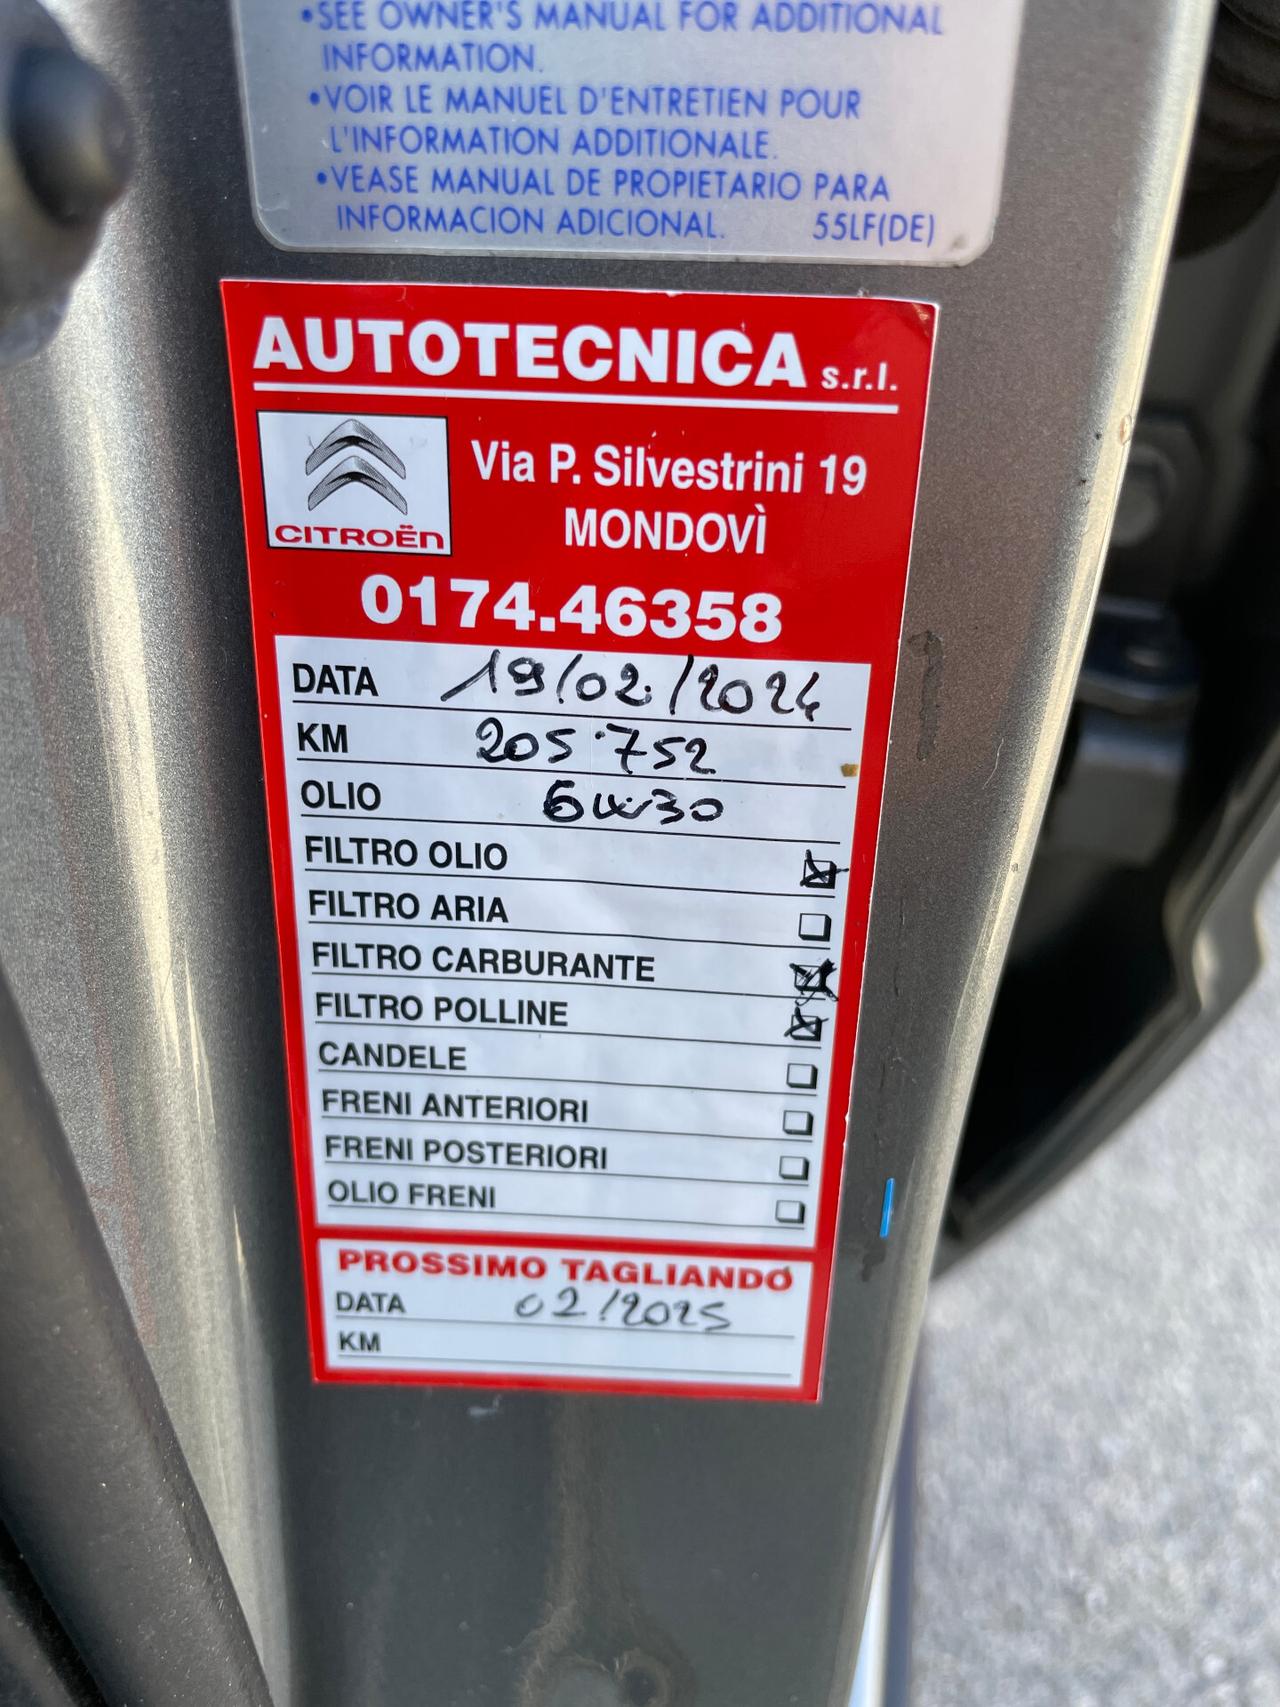 •SEE OWNER'S MANUAL FOR ADDITIONAL
INFORMATION.
•VOIR LE MANUEL D'ENTRETIEN POUR
L'INFORMATION ADDITIONALE.
•VEASE MANUAL DE PROPIETARIO PARA
INFORMACION ADICIONAL. 55LF(DE)
AUTOTECNICA s.r.l.
CITROËN
Via P. Silvestrini 19
MONDOVÌ
0174.46358
DATA 19/02/2024
KM 205.752
OLIO 5W30
FILTRO OLIO
FILTRO ARIA
FILTRO CARBURANTE
FILTRO POLLINE
CANDELE
FRENI ANTERIORI
FRENI POSTERIORI
OLIO FRENI
PROSSIMO TAGLIANDO
DATA 02/2025
KM